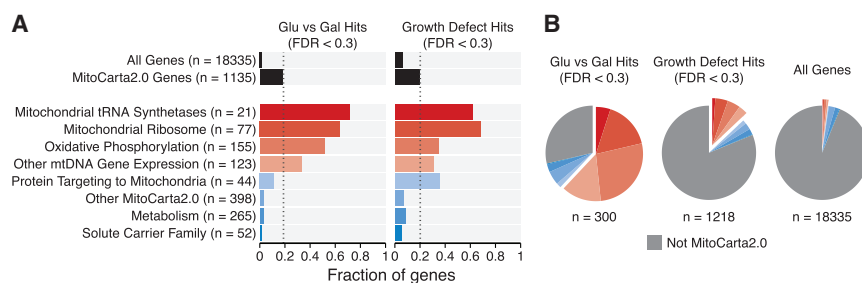 A
Glu vs Gal Hits
(FDR < 0.3)
Growth Defect Hits
(FDR < 0.3)
All Genes (n = 18335)
MitoCarta2.0 Genes (n = 1135)
Mitochondrial tRNA Synthetases (n = 21)
Mitochondrial Ribosome (n = 77)
Oxidative Phosphorylation (n = 155)
Other mtDNA Gene Expression (n = 123)
Protein Targeting to Mitochondria (n = 44)
Other MitoCarta2.0 (n = 398)
Metabolism (n = 265)
Solute Carrier Family (n = 52)
0 0.2 0.4 0.6 0.8 1
0 0.2 0.4 0.6 0.8 1
Fraction of genes
B
Glu vs Gal Hits
(FDR < 0.3)
Growth Defect Hits
(FDR < 0.3)
All Genes
n = 300
n = 1218
n = 18335
Not MitoCarta2.0